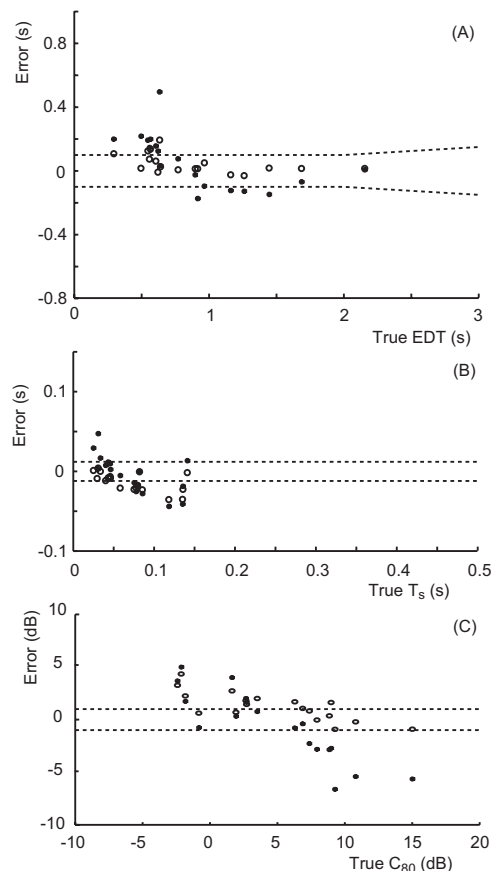 (A)
Error (s)
0.8
0.4
0
-0.4
-0.8
0 1 2 3
True EDT (s)
(B)
Error (s)
0.1
0
-0.1
0 0.1 0.2 0.3 0.4 0.5
True Ts (s)
(C)
Error (dB)
10
5
0
-5
-10
-10 -5 0 5 10 15 20
True C80 (dB)